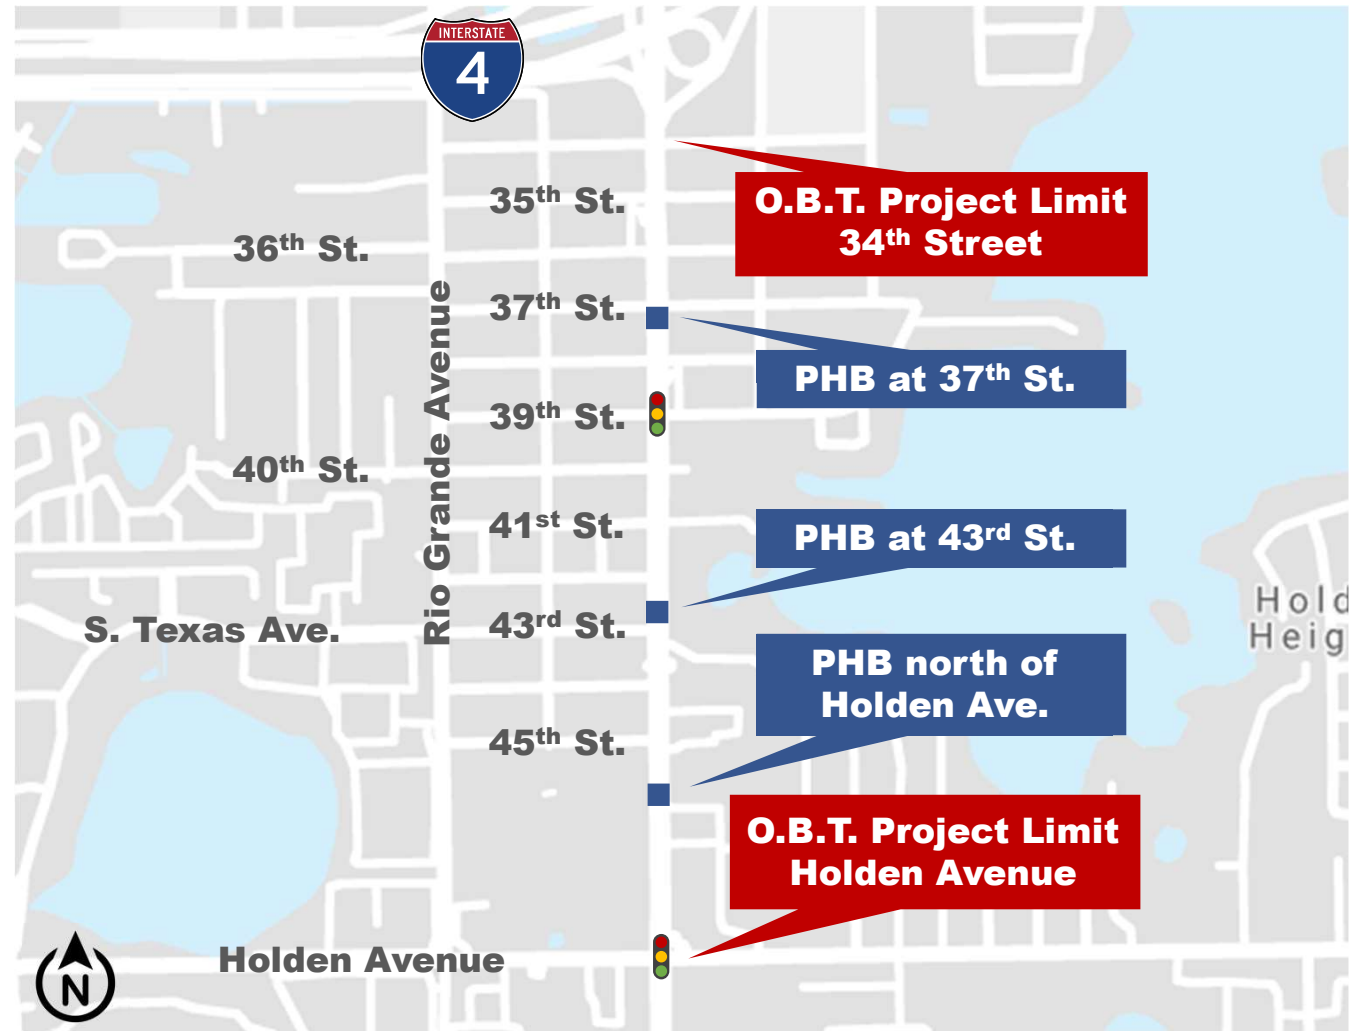 INTERSTATE
4
35th St.
O.B.T. Project Limit
34th Street
36th St.
37th St.
Rio Grande Avenue
PHB at 37th St.
39th St.
40th St.
41st St.
PHB at 43rd St.
Hold
Heig
43rd St.
S. Texas Ave.
PHB north of
Holden Ave.
45th St.
O.B.T. Project Limit
Holden Avenue
Holden Avenue
N